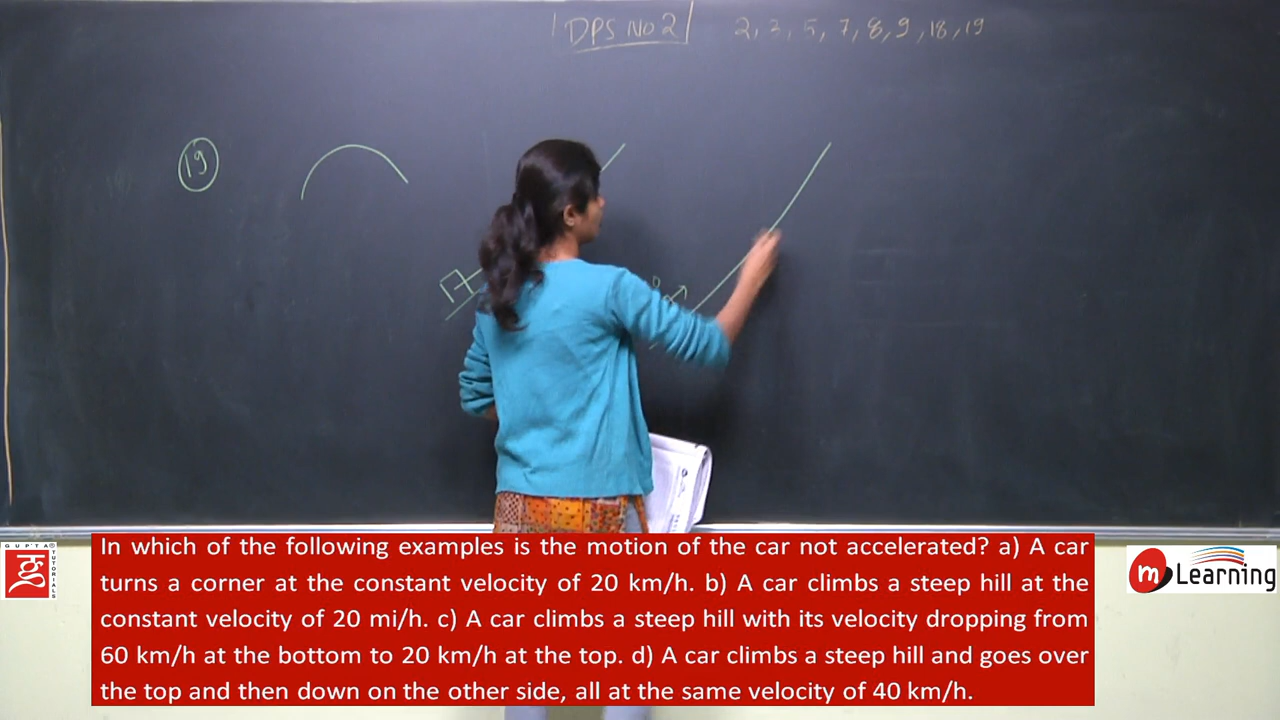 DPS NO 2 2, 3, 5, 7, 8, 9, 18, 19
19
In which of the following examples is the motion of the car not accelerated? a) A car
turns a corner at the constant velocity of 20 km/h. b) A car climbs a steep hill at the
constant velocity of 20 mi/h. c) A car climbs a steep hill with its velocity dropping from
60 km/h at the bottom to 20 km/h at the top. d) A car climbs a steep hill and goes over
the top and then down on the other side, all at the same velocity of 40 km/h.
GUPTA
TUTORIALS
m Learning